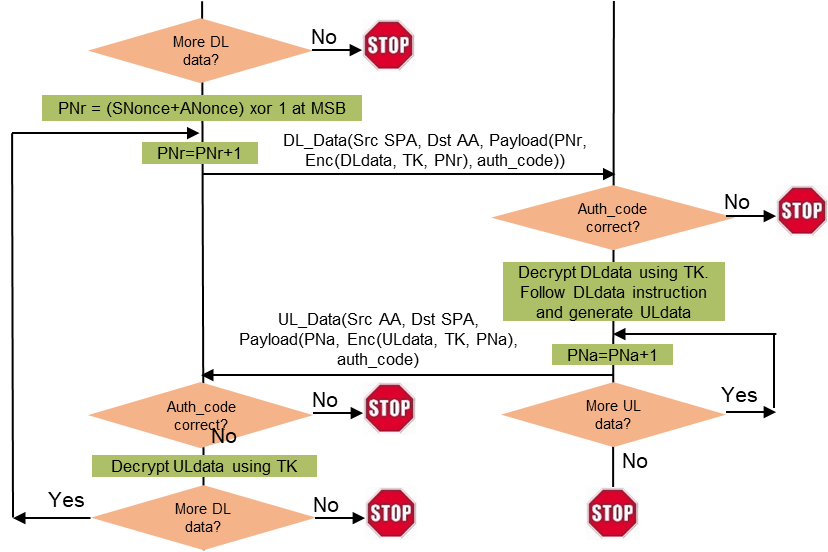 More DL
data?
No
STOP
PNr = (SNonce+ANonce) xor 1 at MSB
PNr=PNr+1
DL_Data(Src SPA, Dst AA, Payload(PNr,
Enc(DLdata, TK, PNr), auth_code))
Auth_code
correct?
No
STOP
Decrypt DLdata using TK.
Follow DLdata instruction
and generate ULdata
UL_Data(Src AA, Dst SPA,
Payload(PNa, Enc(ULdata, TK, PNa),
auth_code)
PNa=PNa+1
Auth_code
correct?
No
STOP
No
More UL
data?
Yes
No
STOP
Decrypt ULdata using TK
More DL
data?
Yes
No
STOP